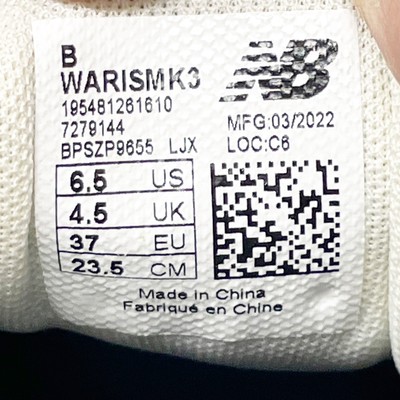 B
WARISMK3
NB
195481261610
7279144
MFG:03/2022
BPSZP9655 LJX
LOC:C6
6.5 US
4.5 UK
37 EU
23.5 CM
Made in China
Fabriqué en Chine